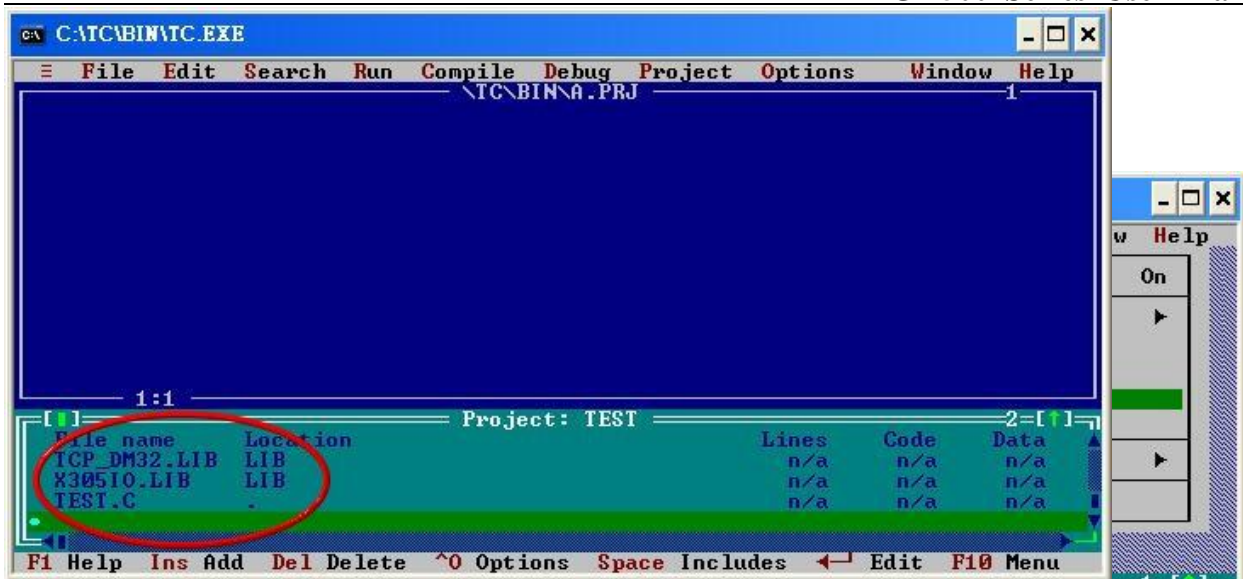 C:\TC\BIN\TC.EXE
≡ File Edit Search Run Compile Debug Project Options Window Help
\TC\BIN\A.PRJ 1
w Help
On
1:1
Project: TEST 2
File name Location Lines Code Data
TCP_DM32.LIB LIB n/a n/a n/a
X305IO.LIB LIB n/a n/a n/a
TEST.C . n/a n/a n/a
F1 Help Ins Add Del Delete ^O Options Space Includes ◄─┘ Edit F10 Menu